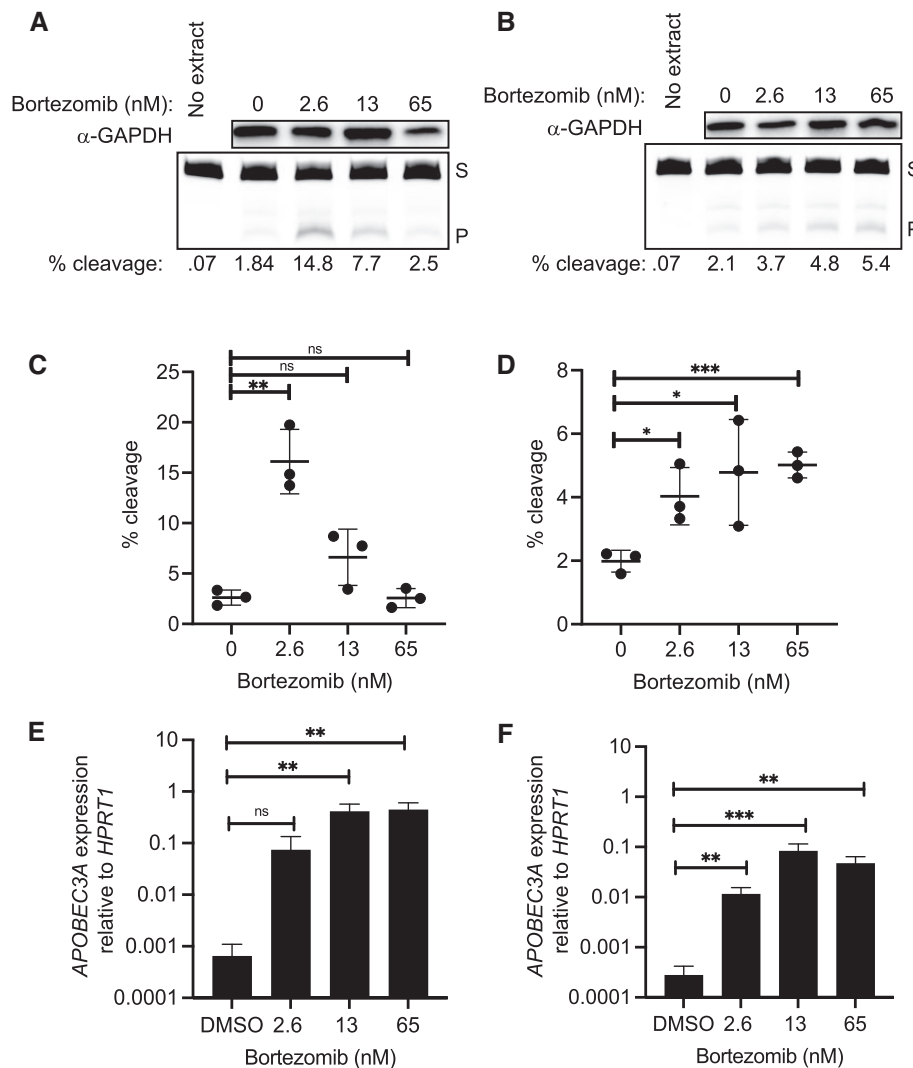 A
No extract
Bortezomib (nM): 0 2.6 13 65
α-GAPDH
S
P
% cleavage: .07 1.84 14.8 7.7 2.5
B
No extract
Bortezomib (nM): 0 2.6 13 65
α-GAPDH
% cleavage: .07 2.1 3.7 4.8 5.4
C
ns
ns
**
25
20
15
10
5
0
% cleavage
0 2.6 13 65
Bortezomib (nM)
D
***
*
*
8
6
4
2
0
% cleavage
0 2.6 13 65
Bortezomib (nM)
E
**
**
ns
10
1
0.1
0.01
0.001
0.0001
APOBEC3A expression
relative to HPRT1
DMSO 2.6 13 65
Bortezomib (nM)
F
**
***
**
10
1
0.1
0.01
0.001
0.0001
APOBEC3A expression
relative to HPRT1
DMSO 2.6 13 65
Bortezomib (nM)